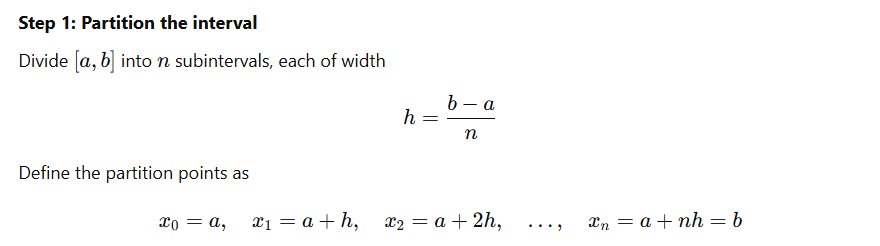 Step 1: Partition the interval
Divide [a, b] into n subintervals, each of width
h = \frac{b - a}{n}
Define the partition points as
x₀ = a, x₁ = a + h, x₂ = a + 2h, ..., xₙ = a + nh = b